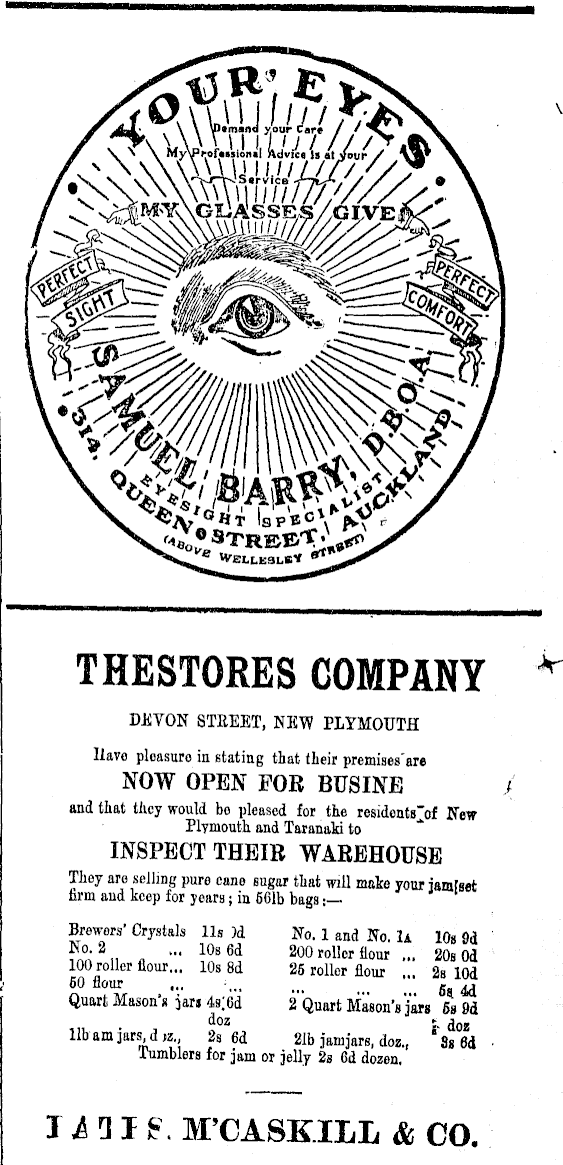 YOUR EYES
Demand your Care
My Professional Advice is at your
Service
MY GLASSES GIVE
PERFECT SIGHT
PERFECT COMFORT
SAMUEL BARRY, D.B.O.A
EYESIGHT SPECIALIST
314, QUEEN STREET, AUCKLAND
(ABOVE WELLESLEY STREET)
THESTORES COMPANY
DEVON STREET, NEW PLYMOUTH
Have pleasure in stating that their premises are
NOW OPEN FOR BUSINE
and that they would be pleased for the residents of New
Plymouth and Taranaki to
INSPECT THEIR WAREHOUSE
They are selling pure cane sugar that will make your jam set
firm and keep for years; in 56lb bags:—
Brewers' Crystals 11s 0d No. 1 and No. 1A 10s 9d
No. 2 ... 10s 6d 200 roller flour ... 20s 0d
100 roller flour... 10s 8d 25 roller flour ... 2s 10d
50 flour ... ... ... ... ... 5s 4d
Quart Mason's jars 4s 6d 2 Quart Mason's jars 5s 9d
doz doz
1lb am jars, d z., 2s 6d 2lb jamjars, doz., 3s 6d
Tumblers for jam or jelly 2s 6d dozen.
M'CASKILL & CO.